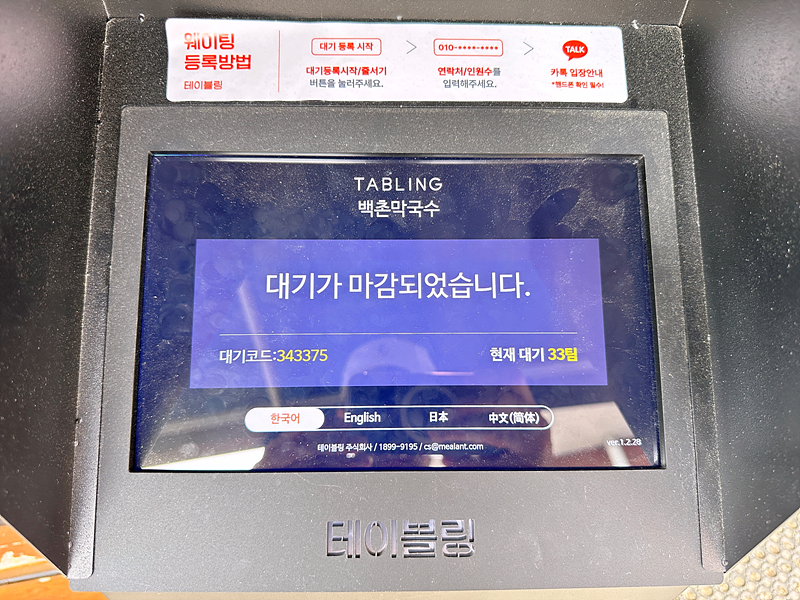 웨이팅
등록방법
테이블링
대기 등록 시작
대기등록시작/줄서기
버튼을 눌러주세요.
010-****-****
연락처/인원수를
입력해주세요.
TALK
카톡 입장안내
*핸드폰 확인 필수!
TABLING
백촌막국수
대기가 마감되었습니다.
대기코드:343375 현재 대기 33팀
한국어 English 日本 中文(简体)
테이블링 주식회사 / 1899-9195 / cs@mealant.com
ver.1.2.28
테이블링